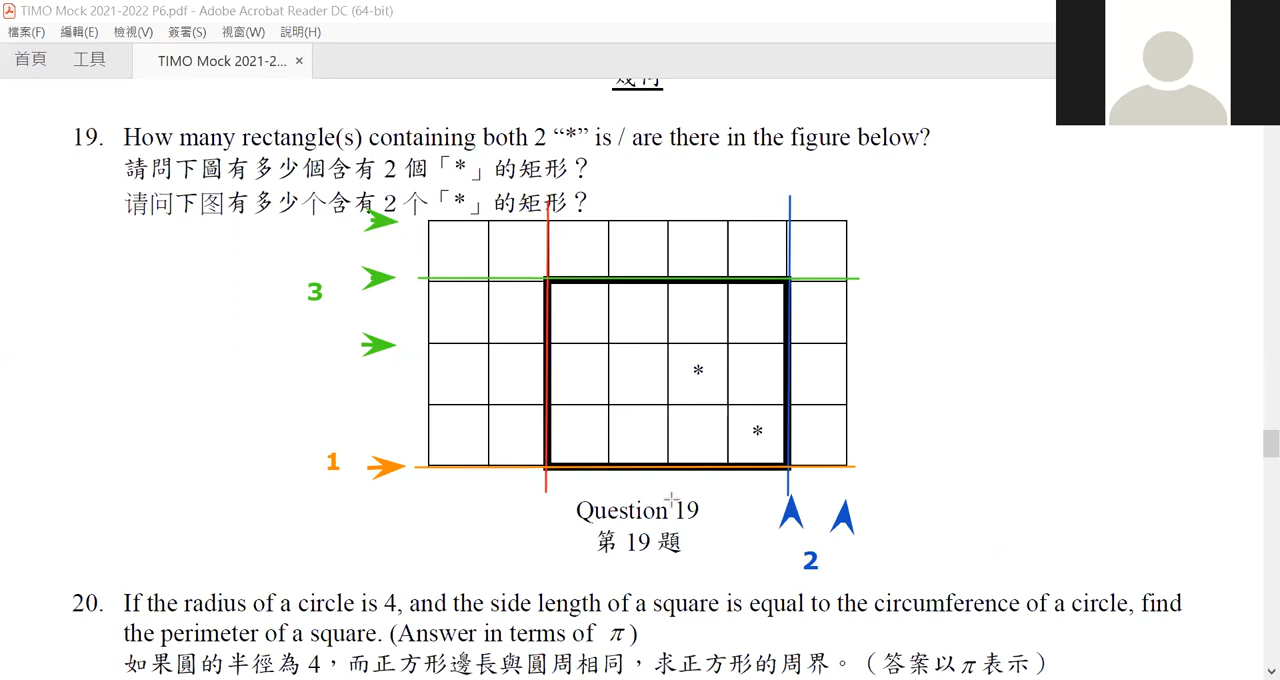 TIMO Mock 2021-2022 P6.pdf - Adobe Acrobat Reader DC (64-bit)
檔案(F) 編輯(E) 檢視(V) 簽署(S) 視窗(W) 說明(H)
首頁 工具 TIMO Mock 2021-2... ×
幾何
19. How many rectangle(s) containing both 2 “*” is / are there in the figure below?
請問下圖有多少個含有 2 個「*」的矩形？
请问下图有多少个含有 2 个「*」的矩形？
3
*
*
1
Question 19
第 19 題
2
20. If the radius of a circle is 4, and the side length of a square is equal to the circumference of a circle, find
the perimeter of a square. (Answer in terms of π)
如果圓的半徑為 4，而正方形邊長與圓周相同，求正方形的周界。（答案以π表示）